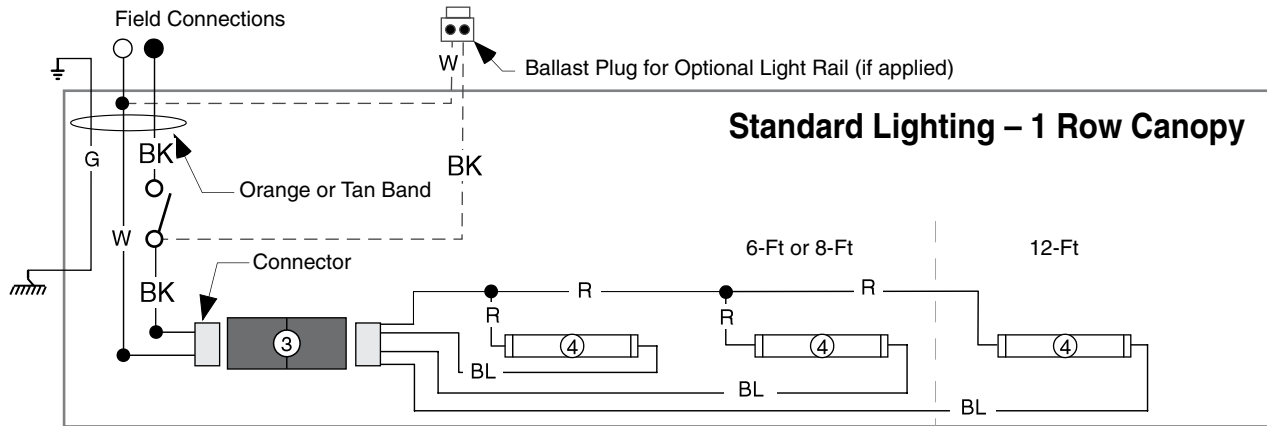 Field Connections
W
Ballast Plug for Optional Light Rail (if applied)
Standard Lighting – 1 Row Canopy
G
BK
BK
Orange or Tan Band
W
6-Ft or 8-Ft
12-Ft
Connector
BK
R
R
R
R
3
4
4
4
BL
BL
BL